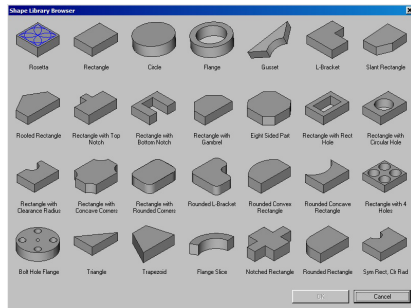 Shape Library Browser
Rosetta
Rectangle
Circle
Flange
Gusset
L-Bracket
Slant Rectangle
Roofed Rectangle
Rectangle with Top
Notch
Rectangle with
Bottom Notch
Rectangle with
Gambrel
Eight Sided Part
Rectangle with Rect
Hole
Rectangle with
Circular Hole
Rectangle with
Clearance Radius
Rectangle with
Concave Corners
Rectangle with
Rounded Corners
Rounded L-Bracket
Rounded Convex
Rectangle
Rounded Concave
Rectangle
Rectangle with 4
Holes
Bolt Hole Flange
Triangle
Trapezoid
Flange Slice
Notched Rectangle
Rounded Rectangle
Sym Rect, Clr Rad
OK
Cancel